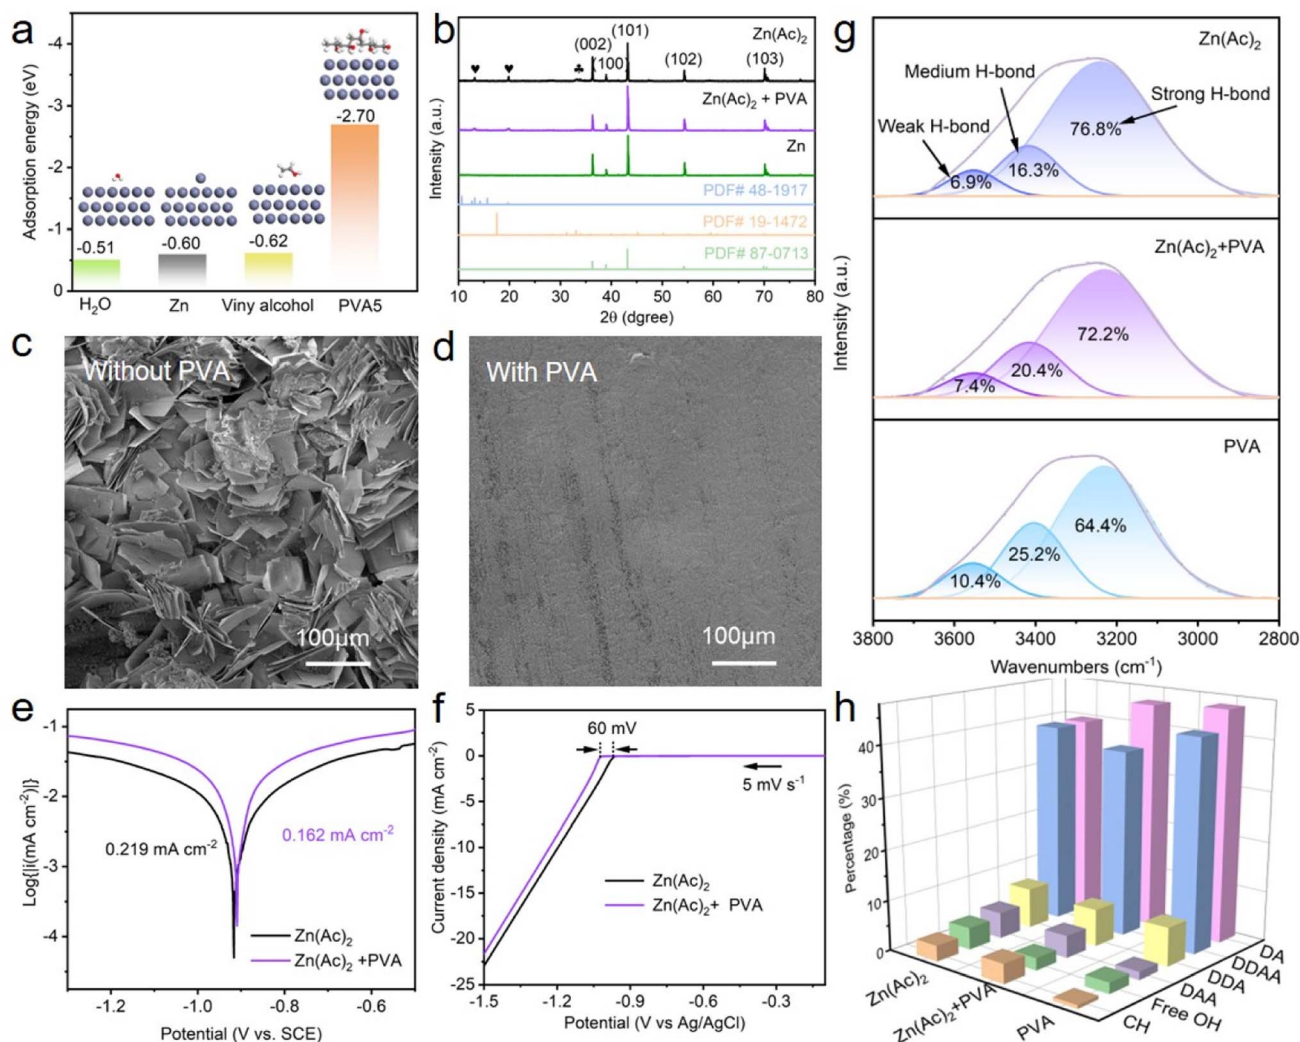 a
Adsorption energy (eV)
-4
-3
-2
-1
0
-0.51
-0.60
-0.62
-2.70
H₂O
Zn
Viny alcohol
PVA5
b
Intensity (a.u.)
(002)
(100)
(101)
(102)
(103)
Zn(Ac)₂
♥ ♥ ♣
Zn(Ac)₂ + PVA
Zn
PDF# 48-1917
PDF# 19-1472
PDF# 87-0713
10 20 30 40 50 60 70 80
2θ (dgree)
c
Without PVA
100μm
d
With PVA
100μm
e
Log{|i(mA cm⁻²)|}
-1
-2
-3
-4
0.219 mA cm⁻²
0.162 mA cm⁻²
Zn(Ac)₂
Zn(Ac)₂ +PVA
-1.2 -1.0 -0.8 -0.6
Potential (V vs. SCE)
f
Current density (mA cm⁻²)
5
0
-5
-10
-15
-20
-25
60 mV
5 mV s⁻¹
Zn(Ac)₂
Zn(Ac)₂+ PVA
-1.5 -1.2 -0.9 -0.6 -0.3
Potential (V vs Ag/AgCl)
g
Intensity (a.u.)
Zn(Ac)₂
Medium H-bond
Strong H-bond
Weak H-bond
76.8%
16.3%
6.9%
Zn(Ac)₂+PVA
72.2%
20.4%
7.4%
PVA
64.4%
25.2%
10.4%
3800 3600 3400 3200 3000 2800
Wavenumbers (cm⁻¹)
h
Percentage (%)
40
30
20
10
0
Zn(Ac)₂
Zn(Ac)₂+PVA
PVA
CH
Free OH
DAA
DDA
DDAA
DA